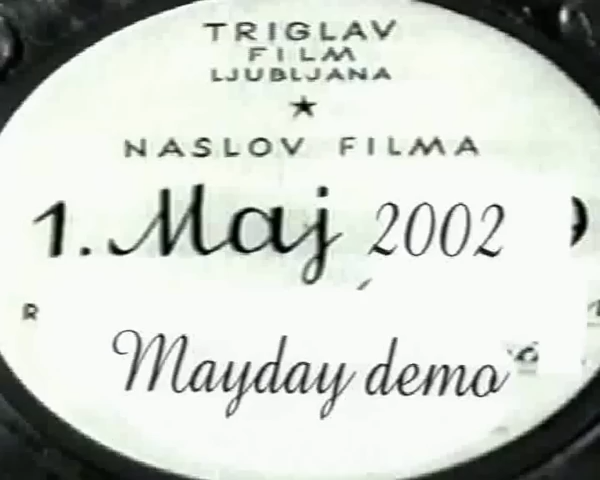 TRIGLAV
FILM
LJUBLJANA
★
NASLOV FILMA
1. Maj 2002
R
Mayday demo